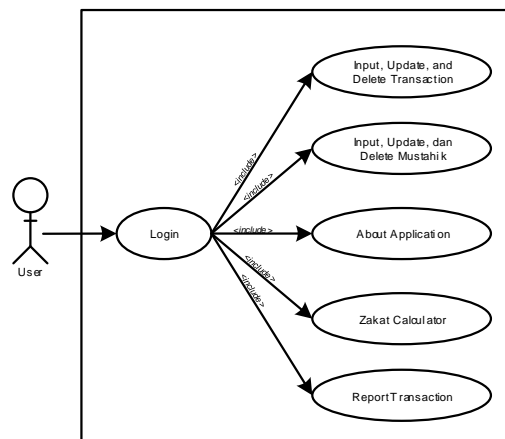 Input, Update, and
Delete Transaction
<include>
Input, Update, dan
Delete Mustahik
<include>
User
Login
<include>
About Application
<include>
Zakat Calculator
<include>
Report Transaction